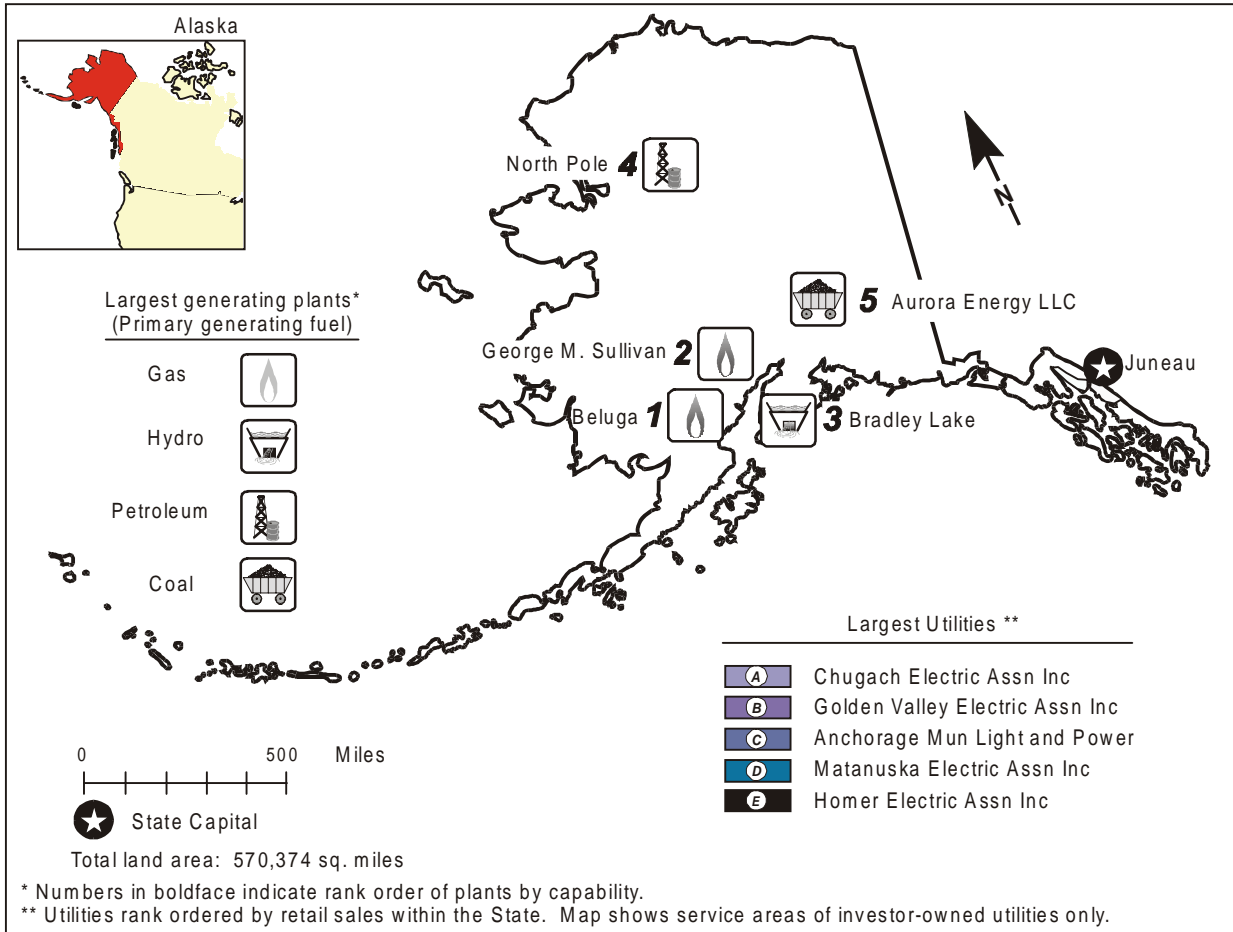 Alaska
North Pole 4
N
Largest generating plants*
(Primary generating fuel)
5 Aurora Energy LLC
George M. Sullivan 2
Juneau
Gas
Beluga 1
3 Bradley Lake
Hydro
Petroleum
Coal
Largest Utilities **
A Chugach Electric Assn Inc
B Golden Valley Electric Assn Inc
C Anchorage Mun Light and Power
D Matanuska Electric Assn Inc
E Homer Electric Assn Inc
0 500 Miles
State Capital
Total land area: 570,374 sq. miles
* Numbers in boldface indicate rank order of plants by capability.
** Utilities rank ordered by retail sales within the State. Map shows service areas of investor-owned utilities only.